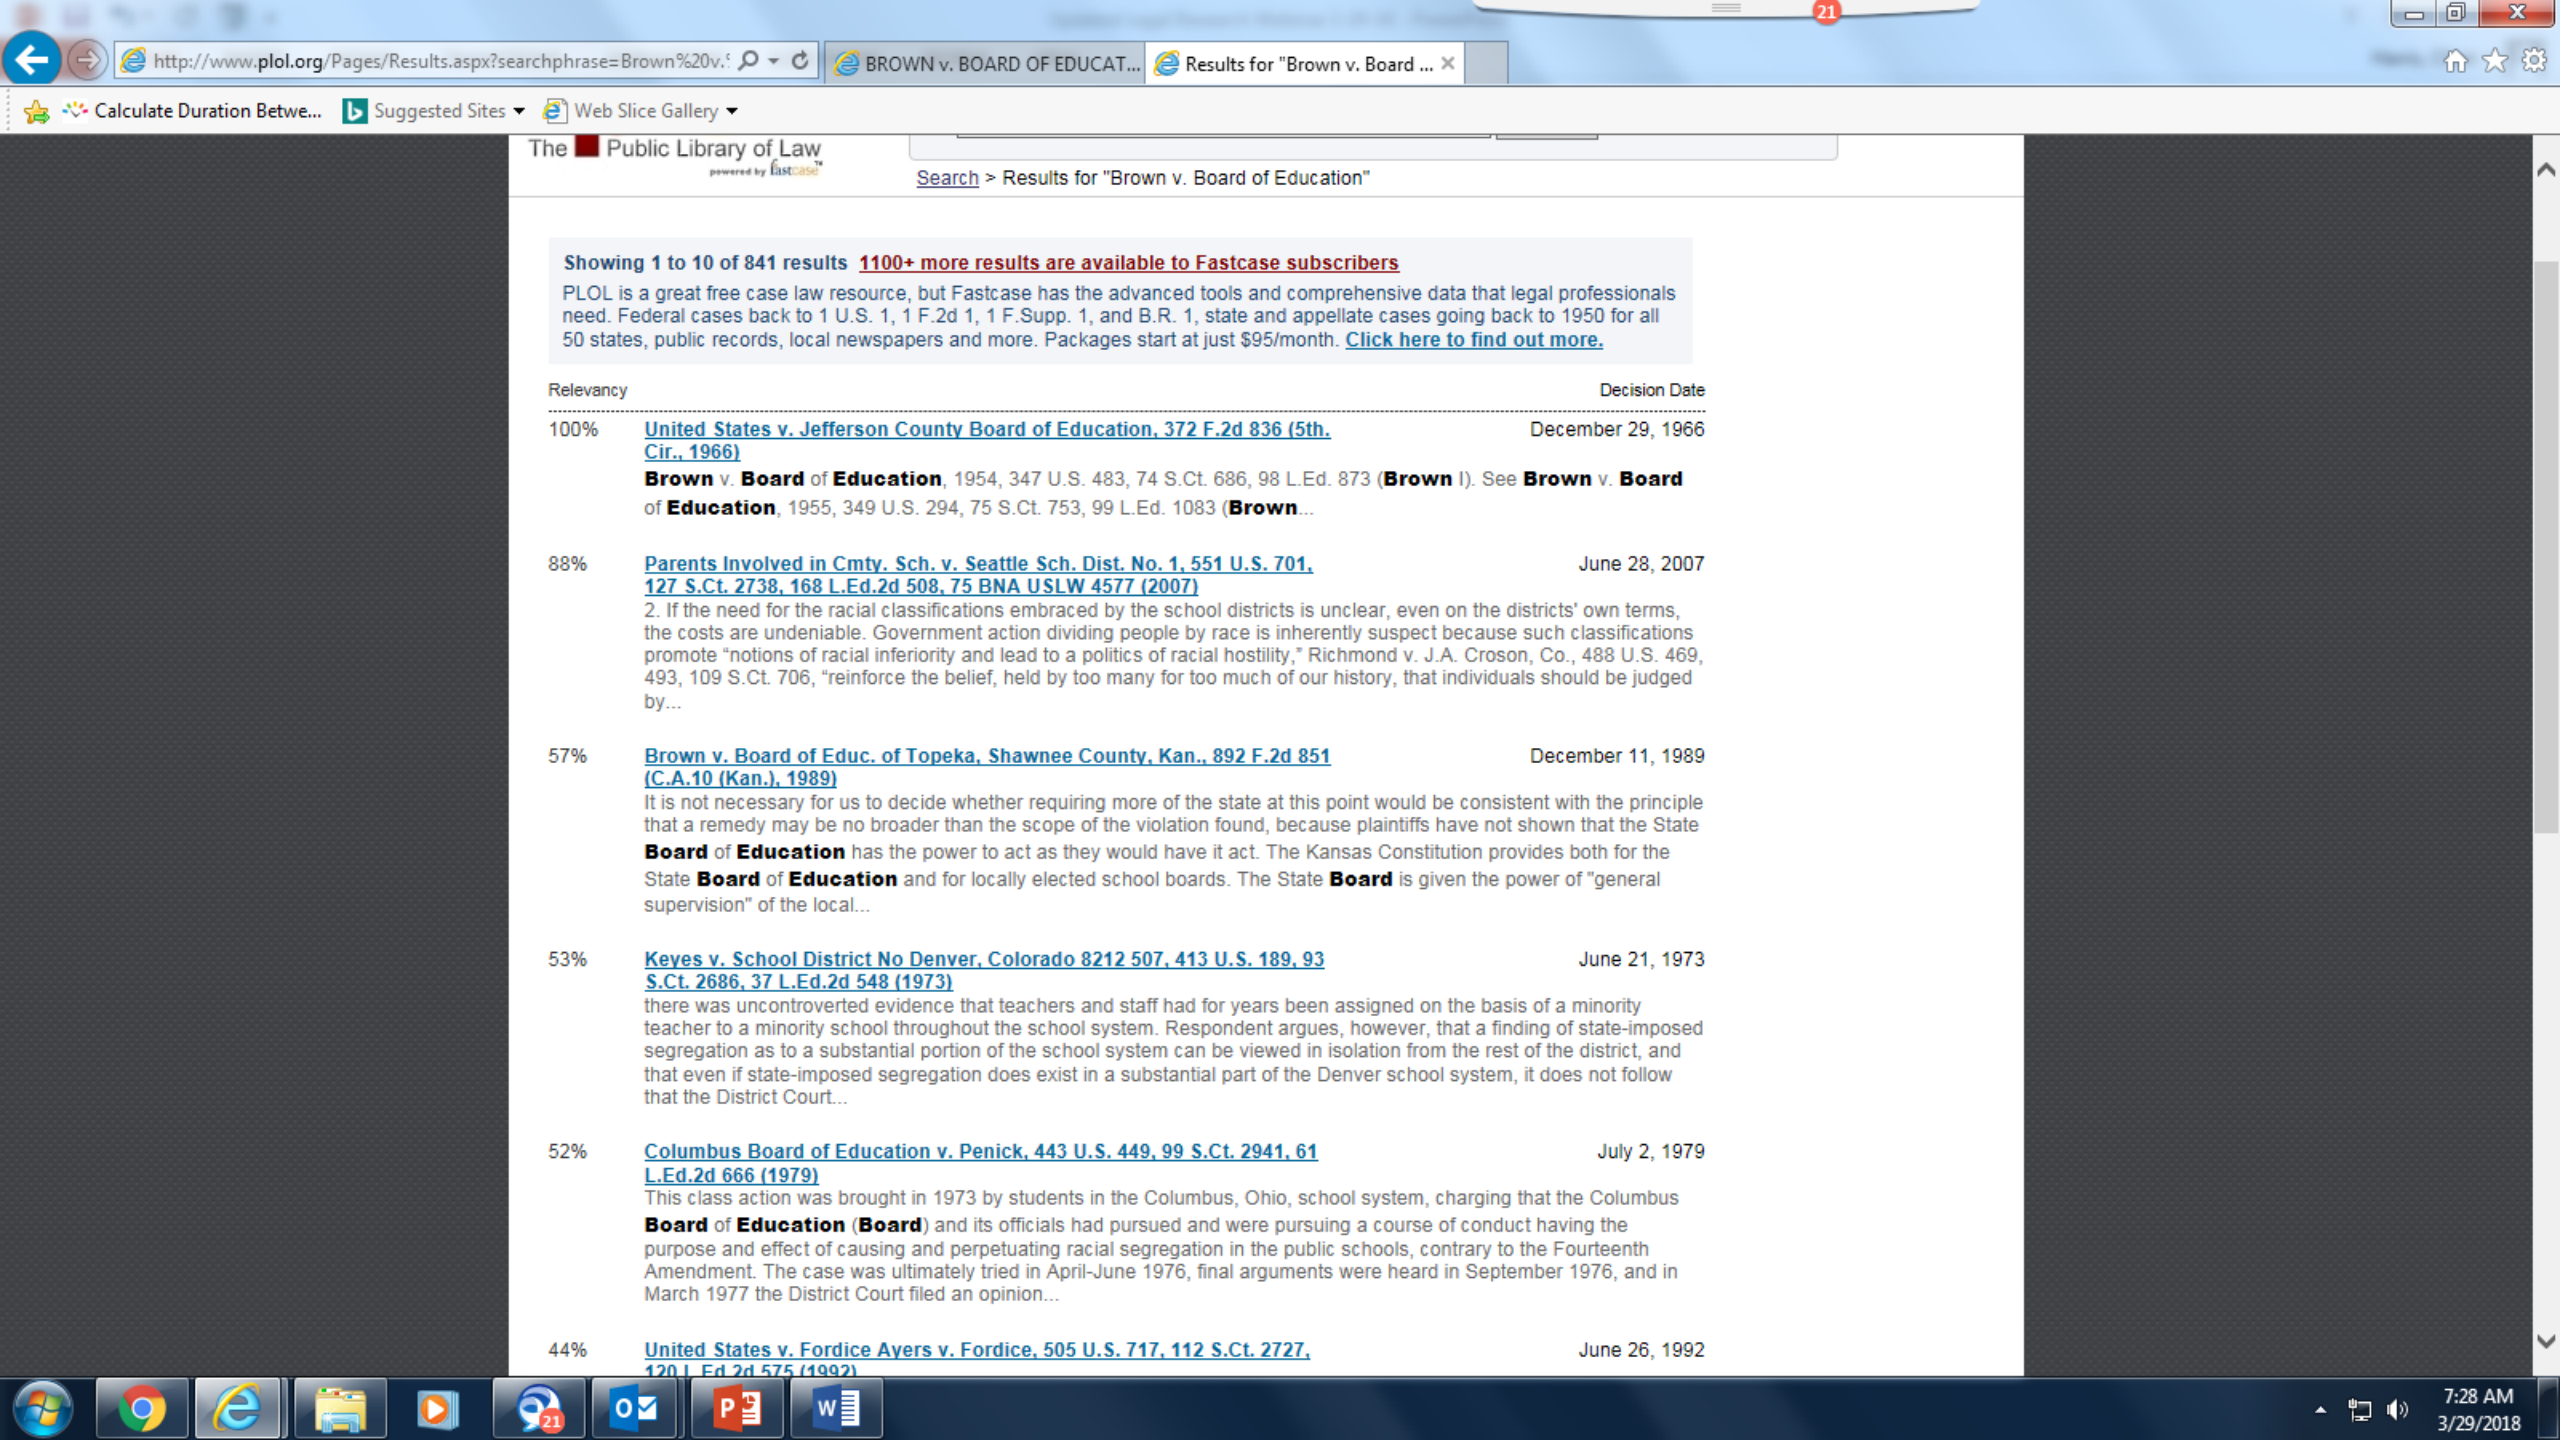 21
http://www.plol.org/Pages/Results.aspx?searchphrase=Brown%20v.
BROWN v. BOARD OF EDUCAT...
Results for "Brown v. Board ...
Calculate Duration Betwe...
Suggested Sites
Web Slice Gallery
The Public Library of Law
powered by fastcase™
Search > Results for "Brown v. Board of Education"
Showing 1 to 10 of 841 results 1100+ more results are available to Fastcase subscribers
PLOL is a great free case law resource, but Fastcase has the advanced tools and comprehensive data that legal professionals
need. Federal cases back to 1 U.S. 1, 1 F.2d 1, 1 F.Supp. 1, and B.R. 1, state and appellate cases going back to 1950 for all
50 states, public records, local newspapers and more. Packages start at just $95/month. Click here to find out more.
Relevancy Decision Date
100% United States v. Jefferson County Board of Education, 372 F.2d 836 (5th. December 29, 1966
Cir., 1966)
Brown v. Board of Education, 1954, 347 U.S. 483, 74 S.Ct. 686, 98 L.Ed. 873 (Brown I). See Brown v. Board
of Education, 1955, 349 U.S. 294, 75 S.Ct. 753, 99 L.Ed. 1083 (Brown...
88% Parents Involved in Cmty. Sch. v. Seattle Sch. Dist. No. 1, 551 U.S. 701, June 28, 2007
127 S.Ct. 2738, 168 L.Ed.2d 508, 75 BNA USLW 4577 (2007)
2. If the need for the racial classifications embraced by the school districts is unclear, even on the districts' own terms,
the costs are undeniable. Government action dividing people by race is inherently suspect because such classifications
promote “notions of racial inferiority and lead to a politics of racial hostility,” Richmond v. J.A. Croson, Co., 488 U.S. 469,
493, 109 S.Ct. 706, “reinforce the belief, held by too many for too much of our history, that individuals should be judged
by...
57% Brown v. Board of Educ. of Topeka, Shawnee County, Kan., 892 F.2d 851 December 11, 1989
(C.A.10 (Kan.), 1989)
It is not necessary for us to decide whether requiring more of the state at this point would be consistent with the principle
that a remedy may be no broader than the scope of the violation found, because plaintiffs have not shown that the State
Board of Education has the power to act as they would have it act. The Kansas Constitution provides both for the
State Board of Education and for locally elected school boards. The State Board is given the power of "general
supervision" of the local...
53% Keyes v. School District No Denver, Colorado 8212 507, 413 U.S. 189, 93 June 21, 1973
S.Ct. 2686, 37 L.Ed.2d 548 (1973)
there was uncontroverted evidence that teachers and staff had for years been assigned on the basis of a minority
teacher to a minority school throughout the school system. Respondent argues, however, that a finding of state-imposed
segregation as to a substantial portion of the school system can be viewed in isolation from the rest of the district, and
that even if state-imposed segregation does exist in a substantial part of the Denver school system, it does not follow
that the District Court...
52% Columbus Board of Education v. Penick, 443 U.S. 449, 99 S.Ct. 2941, 61 July 2, 1979
L.Ed.2d 666 (1979)
This class action was brought in 1973 by students in the Columbus, Ohio, school system, charging that the Columbus
Board of Education (Board) and its officials had pursued and were pursuing a course of conduct having the
purpose and effect of causing and perpetuating racial segregation in the public schools, contrary to the Fourteenth
Amendment. The case was ultimately tried in April-June 1976, final arguments were heard in September 1976, and in
March 1977 the District Court filed an opinion...
44% United States v. Fordice Ayers v. Fordice, 505 U.S. 717, 112 S.Ct. 2727, June 26, 1992
120 L.Ed.2d 575 (1992)
21
7:28 AM
3/29/2018